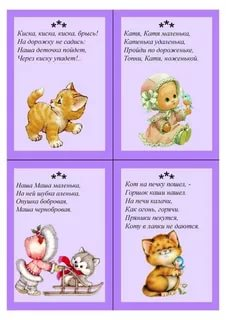 ***
Киска, киска, киска, брысь!
На дорожку не садись:
Наша деточка пойдет,
Через киску упадет!..
***
Катя, Катя маленька,
Катенька удаленька,
Пройди по дороженьке,
Топни, Катя, ноженькой.
***
Наша Маша маленька,
На ней шубка аленька.
Опушка бобровая,
Маша чернобровая.
***
Кот на печку пошел, -
Горшок каши нашел.
На печи калачи,
Как огонь, горячи.
Пряники пекутся,
Коту в лапки не даются.